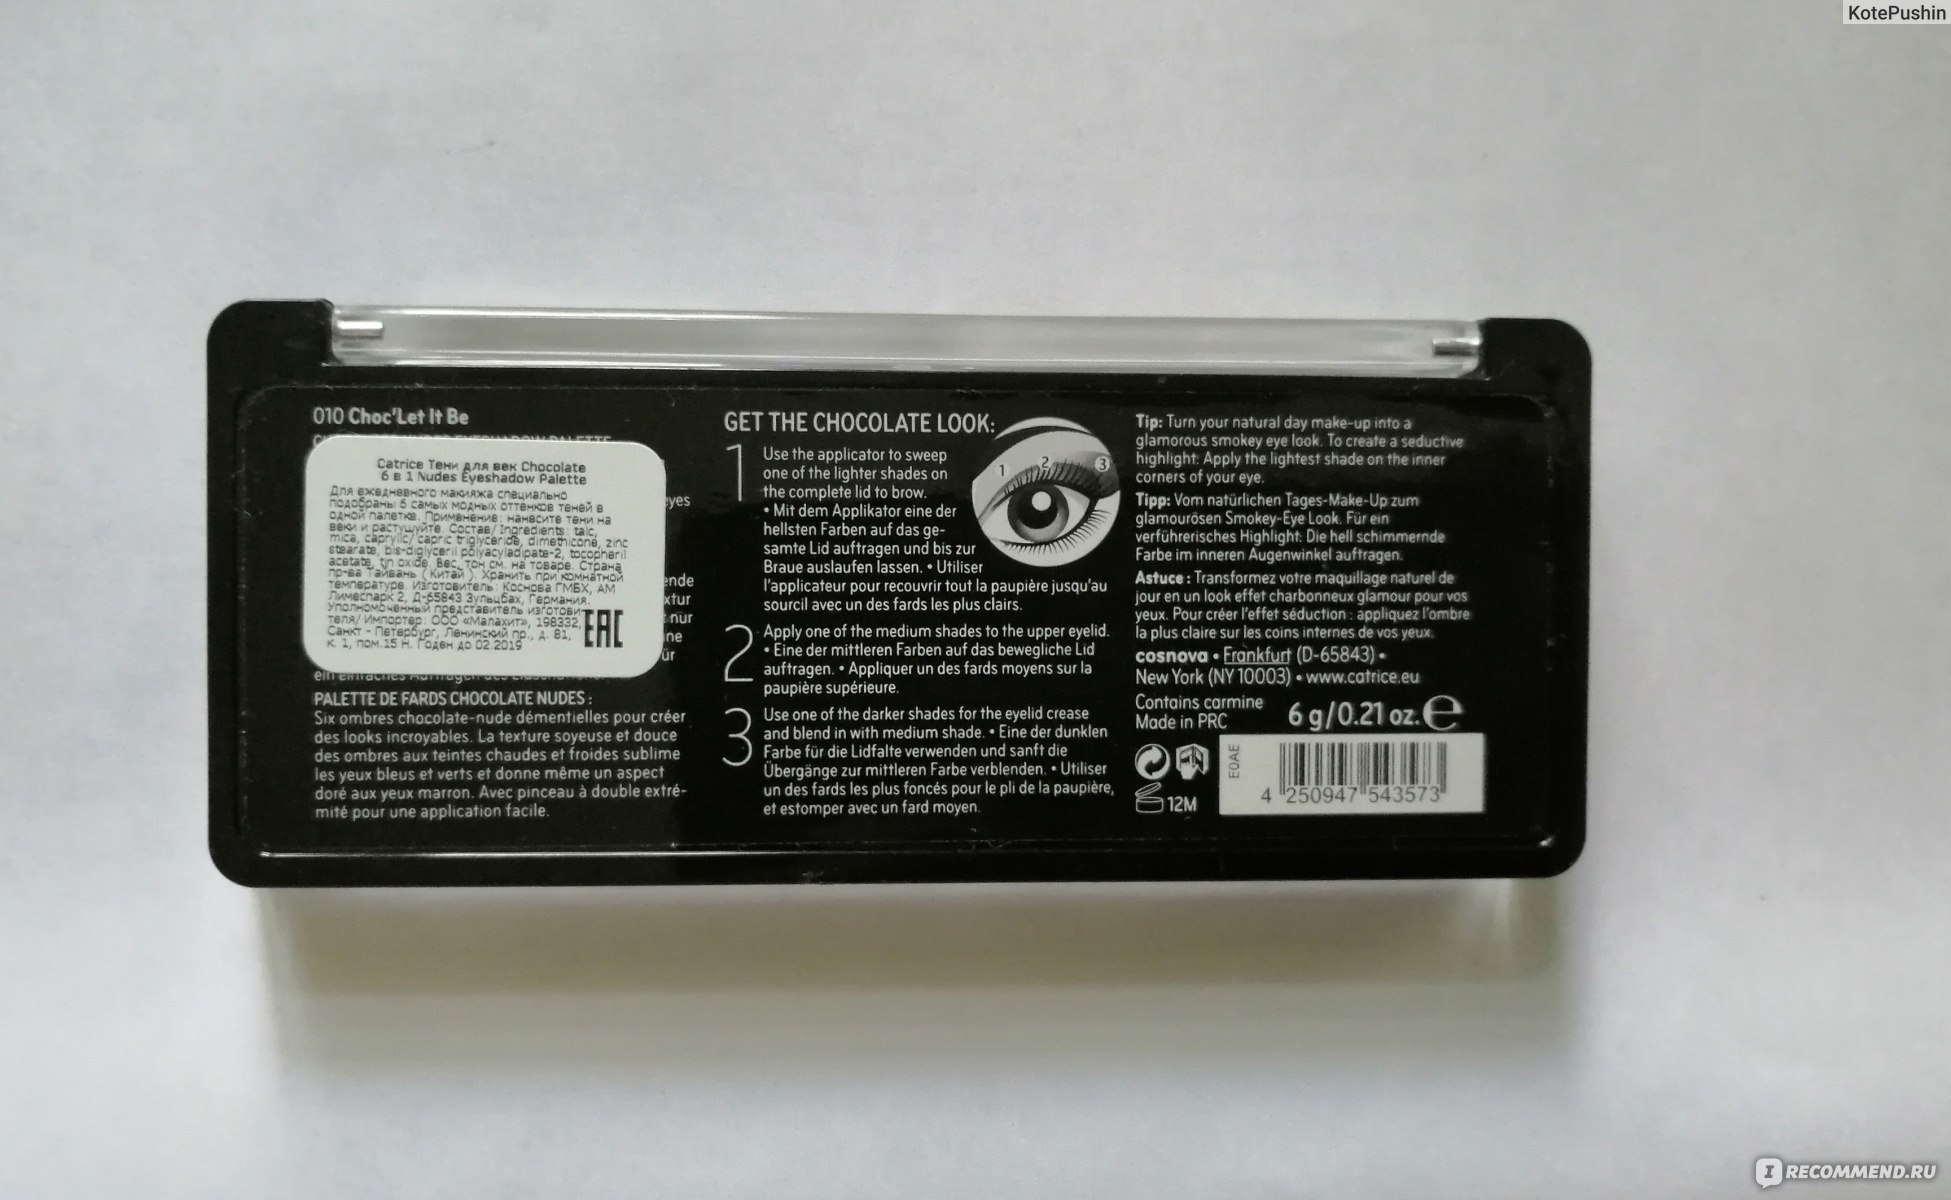 KotePushin
010 Choc'Let It Be
Catrice Тени для век Chocolate
6 в 1 Nudes Eyeshadow Palette
Для ежедневного макияжа специально
подобраны 6 самых модных оттенков теней в
одной палетке. Применение: нанесите тени на
веки и растушуйте. Состав/Ingredients: talc,
mica, caprylic/ capric triglyceride, dimethicone, zinc
stearate, bis-diglyceril polyacyladipate-2, tocopheril
acetate, tin oxide. Вес, тон см. на товаре. Страна
пр-ва Тайвань ( Китай ). Хранить при комнатной
температуре. Изготовитель: Коснова ГМБХ, АМ
Лимеспарк 2, Д-65843 Зульцбах, Германия.
Уполномоченный представитель изготови-
теля/ Импортер: ООО «Малахит», 198332,
Санкт - Петербург, Ленинский пр., д. 81,
к. 1, пом.15 Н. Годен до 02.2019
EAC
PALETTE DE FARDS CHOCOLATE NUDES :
Six ombres chocolate-nude démentielles pour créer
des looks incroyables. La texture soyeuse et douce
des ombres aux teintes chaudes et froides sublime
les yeux bleus et verts et donne même un aspect
doré aux yeux marron. Avec pinceau à double extré-
mité pour une application facile.
GET THE CHOCOLATE LOOK:
1 Use the applicator to sweep
one of the lighter shades on
the complete lid to brow.
• Mit dem Applikator eine der
hellsten Farben auf das ge-
samte Lid auftragen und bis zur
Braue auslaufen lassen. • Utiliser
l'applicateur pour recouvrir tout la paupière jusqu'au
sourcil avec un des fards les plus clairs.
2 Apply one of the medium shades to the upper eyelid.
• Eine der mittleren Farben auf das bewegliche Lid
auftragen. • Appliquer un des fards moyens sur la
paupière supérieure.
3 Use one of the darker shades for the eyelid crease
and blend in with medium shade. • Eine der dunklen
Farbe für die Lidfalte verwenden und sanft die
Übergänge zur mittleren Farbe verblenden. • Utiliser
un des fards les plus foncés pour le pli de la paupière,
et estomper avec un fard moyen.
1 2 3
Tip: Turn your natural day make-up into a
glamorous smokey eye look. To create a seductive
highlight: Apply the lightest shade on the inner
corners of your eye.
Tipp: Vom natürlichen Tages-Make-Up zum
glamourösen Smokey-Eye Look. Für ein
verführerisches Highlight: Die hell schimmernde
Farbe im inneren Augenwinkel auftragen.
Astuce : Transformez votre maquillage naturel de
jour en un look effet charbonneux glamour pour vos
yeux. Pour créer l'effet séduction : appliquez l'ombre
la plus claire sur les coins internes de vos yeux.
cosnova • Frankfurt (D-65843) •
New York (NY 10003) • www.catrice.eu
Contains carmine
Made in PRC
6 g/0.21 oz. e
12M
E0AE
4 250947 543573
IRECOMMEND.RU